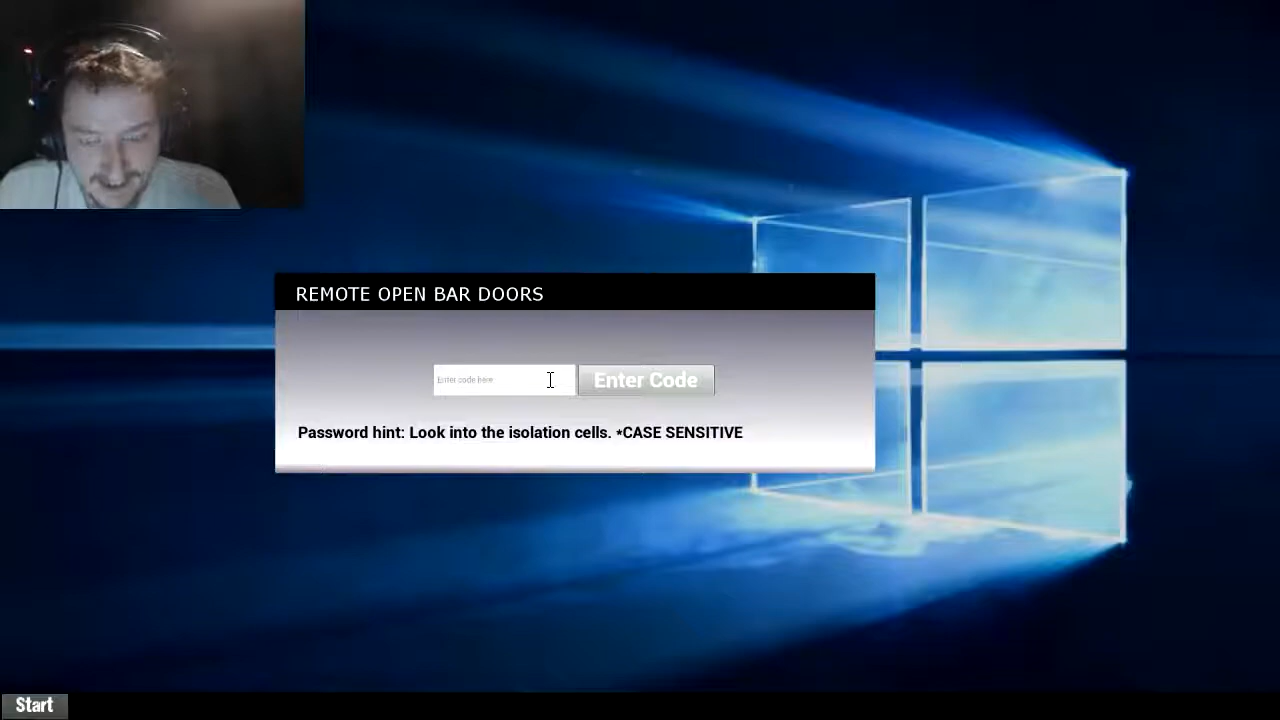 REMOTE OPEN BAR DOORS
Enter code here
Enter Code
Password hint: Look into the isolation cells. *CASE SENSITIVE
Start